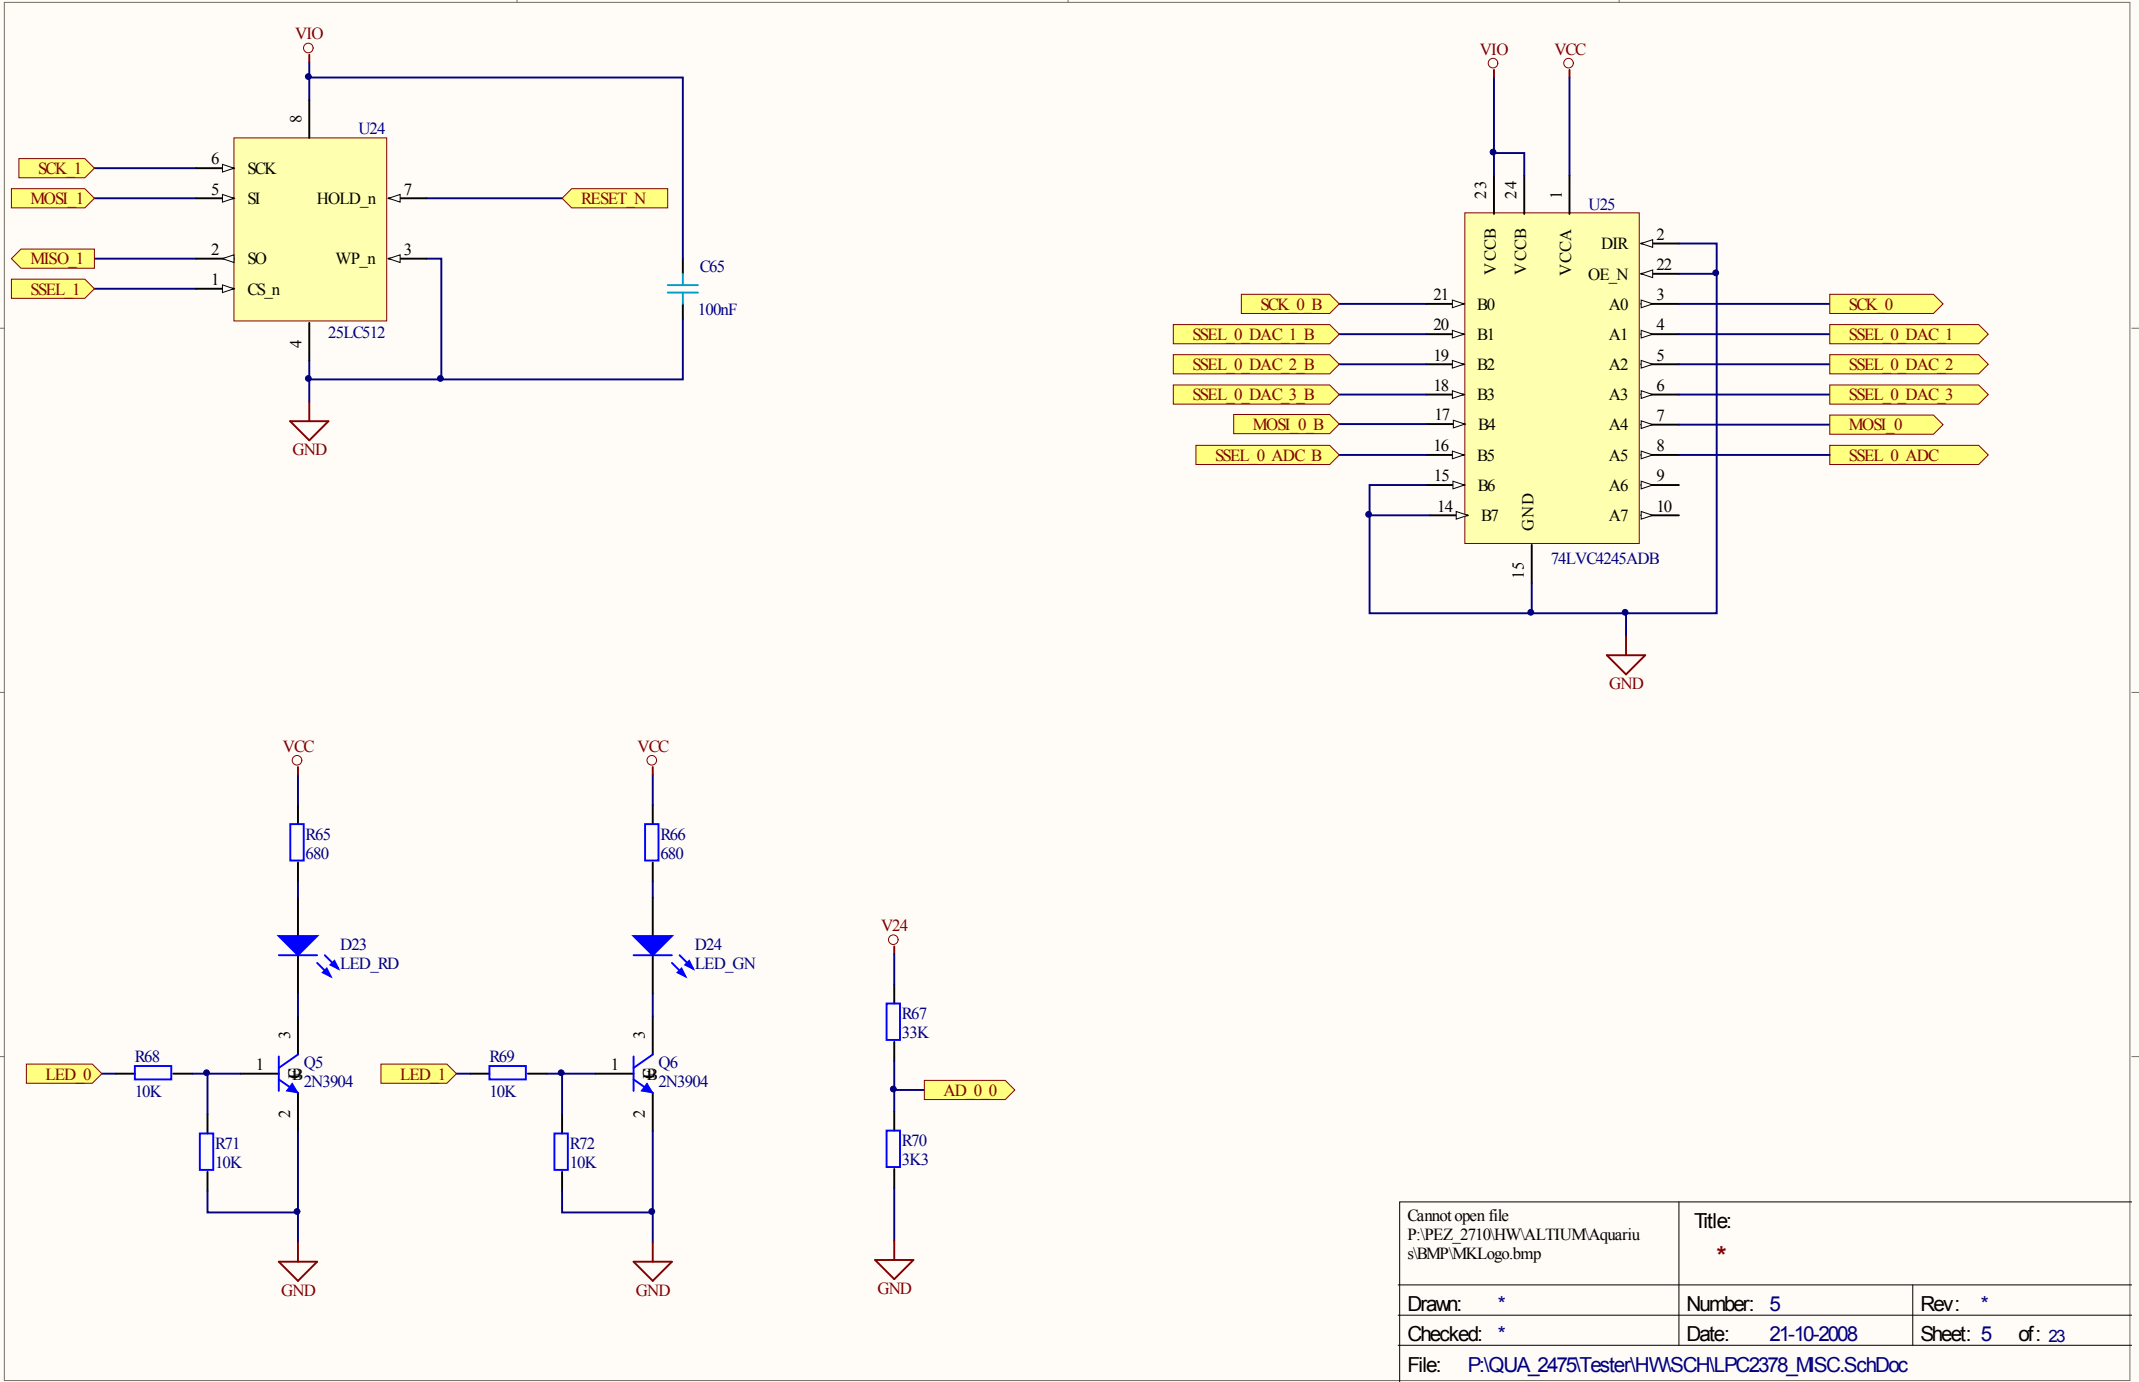 VIO
8
U24
SCK_1
6
SCK
MOSI_1
5
SI
HOLD_n
7
RESET_N
MISO_1
2
SO
WP_n
3
SSEL_1
1
CS_n
25LC512
4
C65
100nF
GND
VIO
VCC
23
24
1
U25
VCCB
VCCB
VCCA
DIR
2
OE_N
22
SCK_0_B
21
B0
A0
3
SCK_0
SSEL_0_DAC_1_B
20
B1
A1
4
SSEL_0_DAC_1
SSEL_0_DAC_2_B
19
B2
A2
5
SSEL_0_DAC_2
SSEL_0_DAC_3_B
18
B3
A3
6
SSEL_0_DAC_3
MOSI_0_B
17
B4
A4
7
MOSI_0
SSEL_0_ADC_B
16
B5
A5
8
SSEL_0_ADC
15
B6
A6
9
14
B7
GND
A7
10
74LVC4245ADB
15
GND
VCC
R65
680
D23
LED_RD
3
LED_0
R68
10K
1
Q5
2N3904
2
R71
10K
GND
VCC
R66
680
D24
LED_GN
3
LED_1
R69
10K
1
Q6
2N3904
2
R72
10K
GND
V24
R67
33K
AD_0_0
R70
3K3
GND
Cannot open file
P:\PEZ_2710\HW\ALTIUM\Aquariu
s\BMP\MKLogo.bmp
Title:
*
Drawn: *
Number: 5
Rev: *
Checked: *
Date: 21-10-2008
Sheet: 5 of: 23
File: P:\QUA_2475\Tester\HW\SCH\LPC2378_MISC.SchDoc